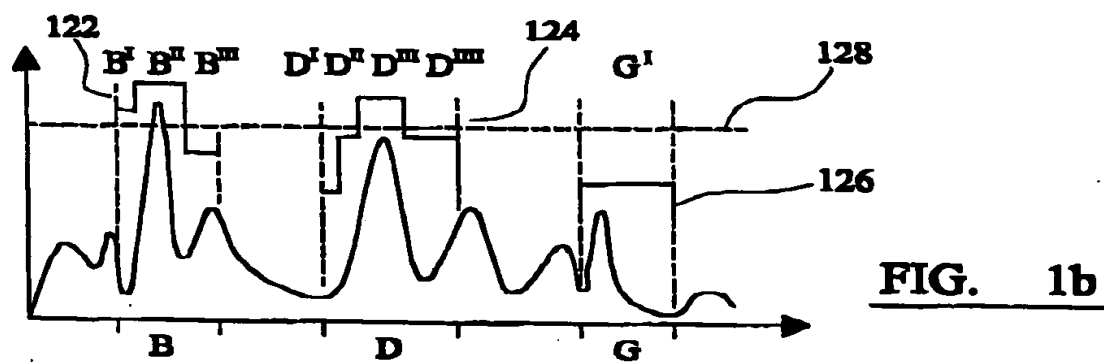 122
124
B^I B^II B^III
D^I D^II D^III D^IIII
G^I
128
126
FIG. 1b
B D G